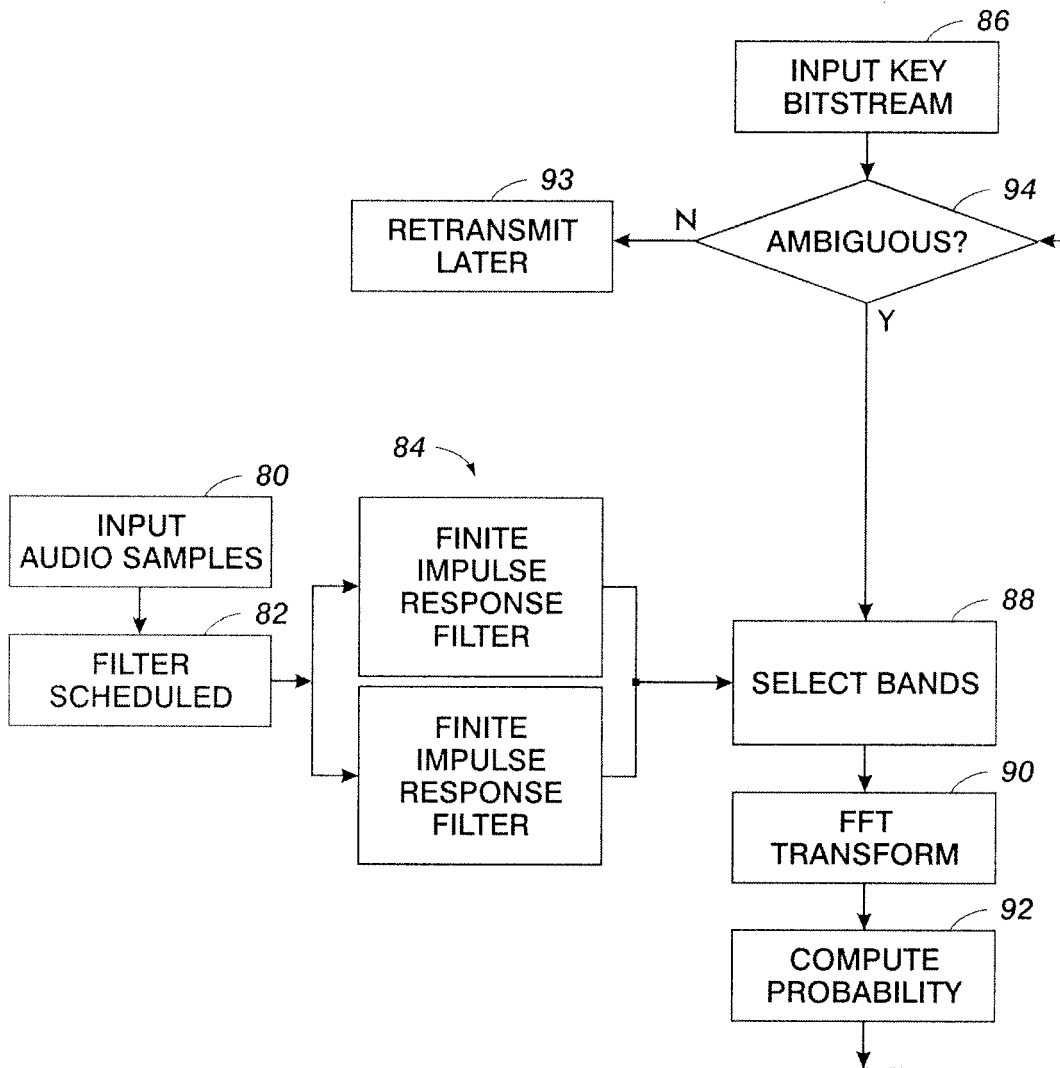 86
INPUT KEY
BITSTREAM
93
RETRANSMIT
LATER
N
94
AMBIGUOUS?
Y
84
80
INPUT
AUDIO SAMPLES
82
FILTER
SCHEDULED
FINITE
IMPULSE
RESPONSE
FILTER
FINITE
IMPULSE
RESPONSE
FILTER
88
SELECT BANDS
90
FFT
TRANSFORM
92
COMPUTE
PROBABILITY